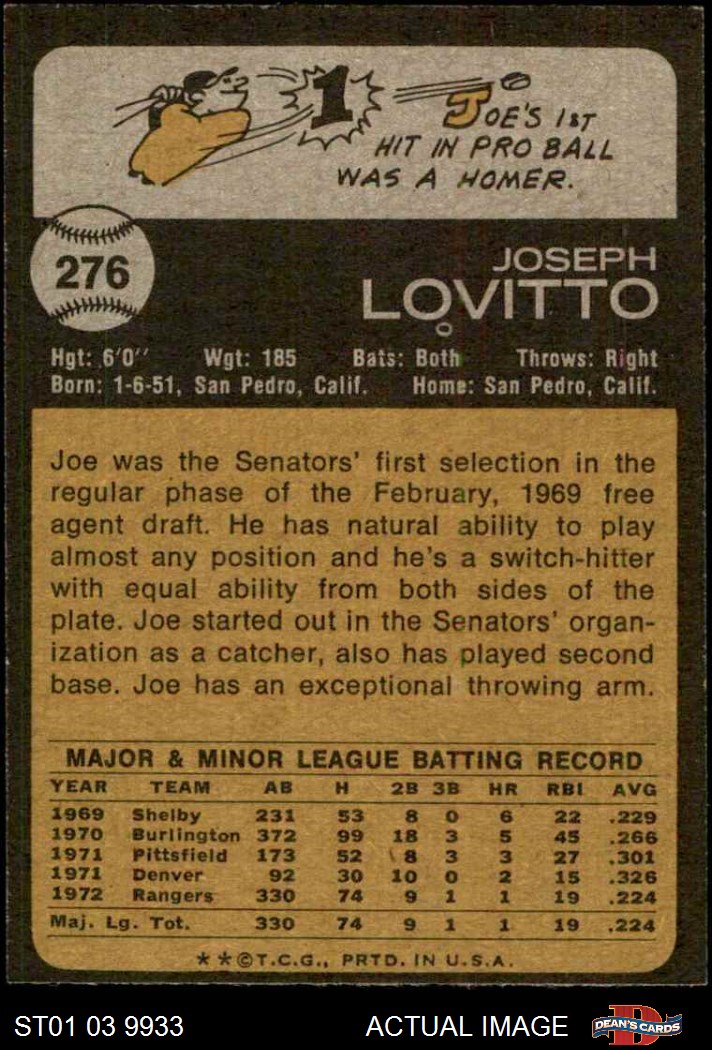 1
JOE'S 1ST
HIT IN PRO BALL
WAS A HOMER.
276
JOSEPH
LOVITTO
Hgt: 6'0" Wgt: 185 Bats: Both Throws: Right
Born: 1-6-51, San Pedro, Calif. Home: San Pedro, Calif.
Joe was the Senators' first selection in the
regular phase of the February, 1969 free
agent draft. He has natural ability to play
almost any position and he's a switch-hitter
with equal ability from both sides of the
plate. Joe started out in the Senators' organ-
ization as a catcher, also has played second
base. Joe has an exceptional throwing arm.
MAJOR & MINOR LEAGUE BATTING RECORD
YEAR TEAM AB H 2B 3B HR RBI AVG
1969 Shelby 231 53 8 0 6 22 .229
1970 Burlington 372 99 18 3 5 45 .266
1971 Pittsfield 173 52 8 3 3 27 .301
1971 Denver 92 30 10 0 2 15 .326
1972 Rangers 330 74 9 1 1 19 .224
Maj. Lg. Tot. 330 74 9 1 1 19 .224
**©T.C.G., PRTD. IN U.S.A.
ST01 03 9933 ACTUAL IMAGE D DEAN'S CARDS